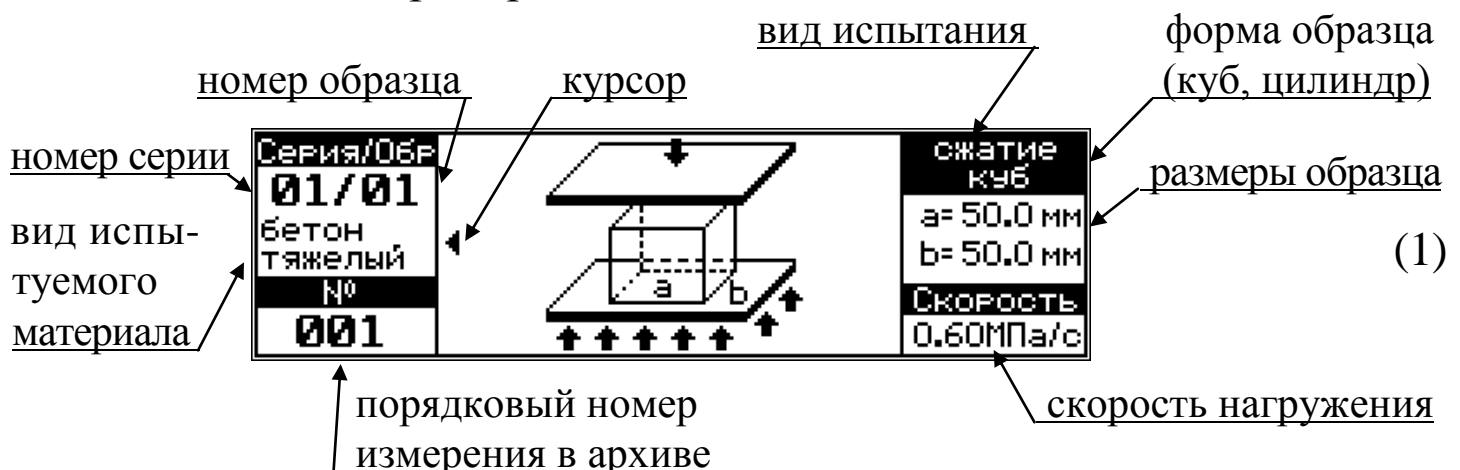 вид испытания
форма образца
(куб, цилиндр)
номер образца
курсор
номер серии
размеры образца
вид испы-
туемого
материала
Серия/Обр
01/01
бетон
тяжелый
№
001
a
b
сжатие
куб
a= 50.0 мм
b= 50.0 мм
Скорость
0.60МПа/с
(1)
порядковый номер
измерения в архиве
скорость нагружения